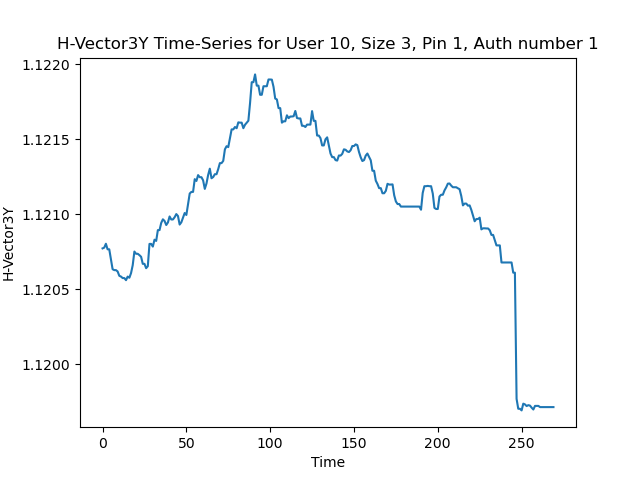 H-Vector3Y Time-Series for User 10, Size 3, Pin 1, Auth number 1
1.1220
1.1215
1.1210
1.1205
1.1200
H-Vector3Y
0 50 100 150 200 250
Time